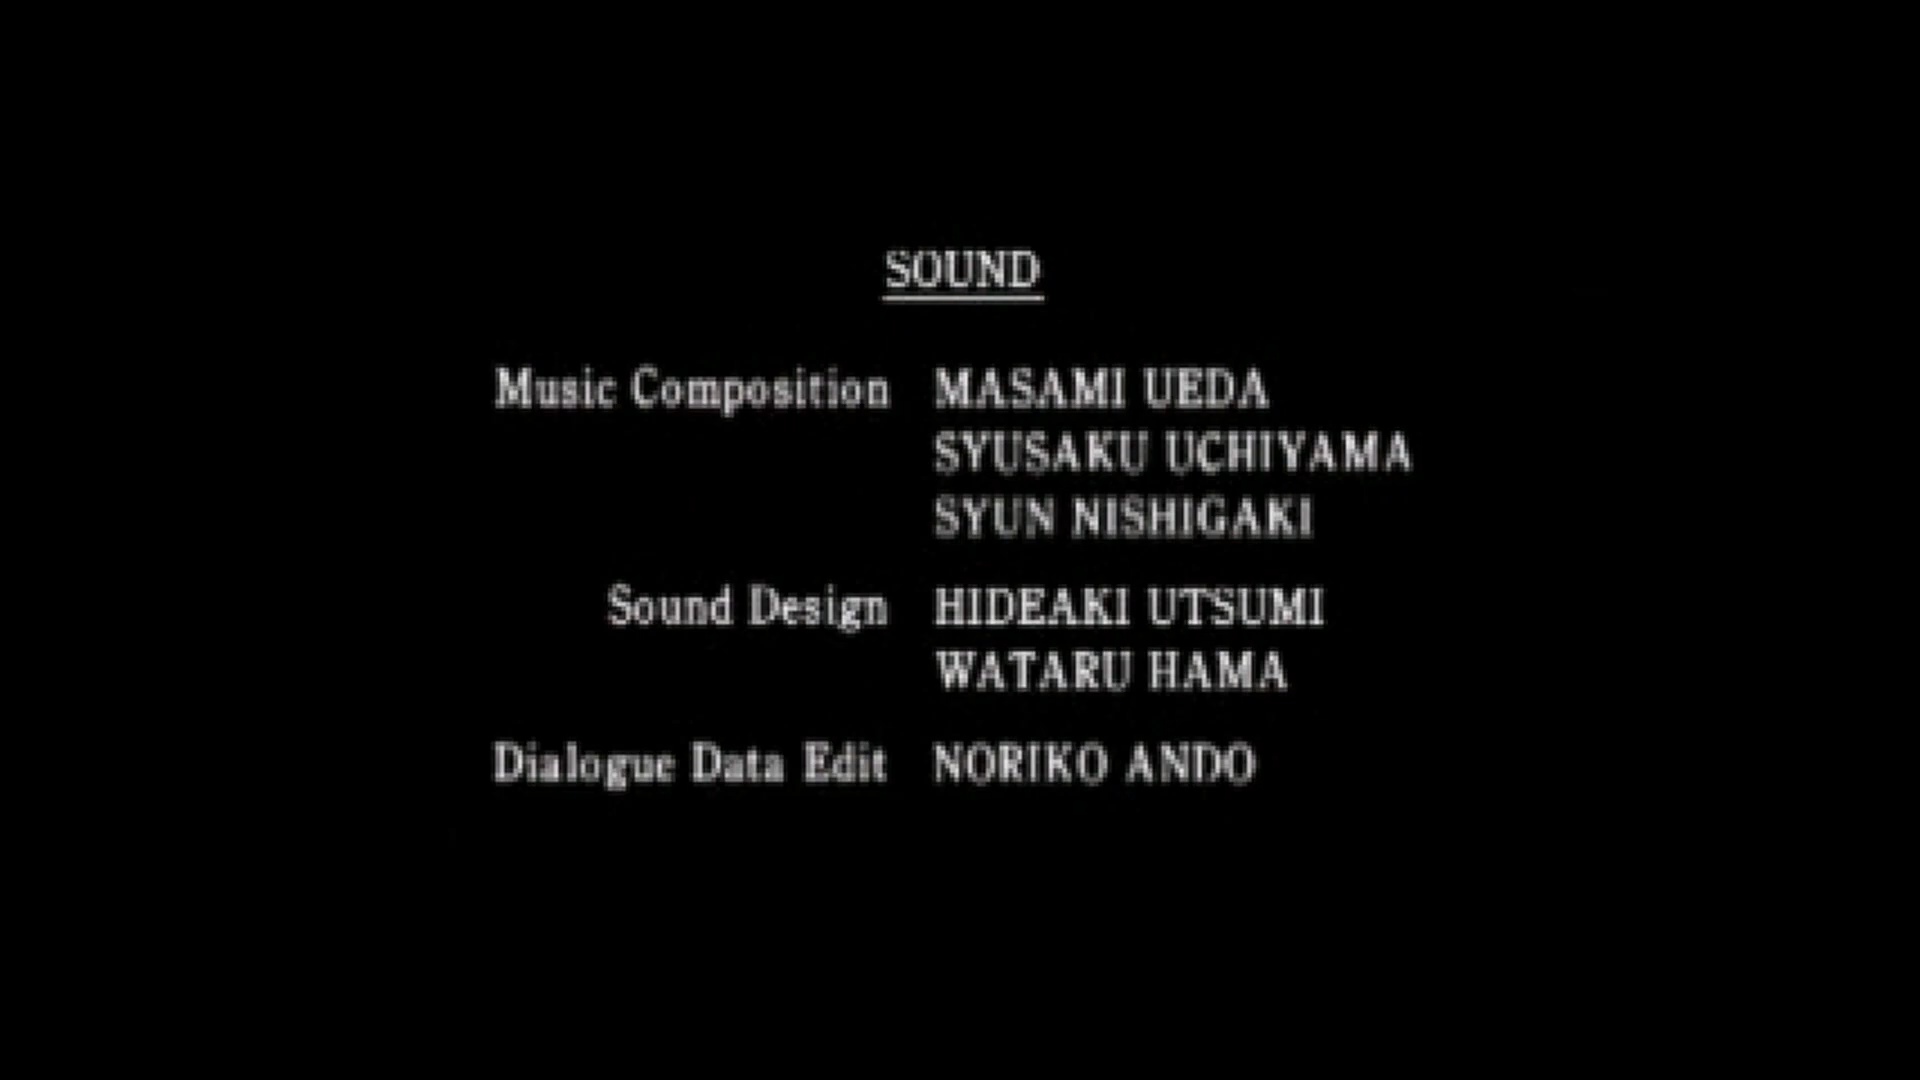 SOUND
Music Composition MASAMI UEDA
SYUSAKU UCHIYAMA
SYUN NISHIGAKI
Sound Design HIDEAKI UTSUMI
WATARU HAMA
Dialogue Data Edit NORIKO ANDO